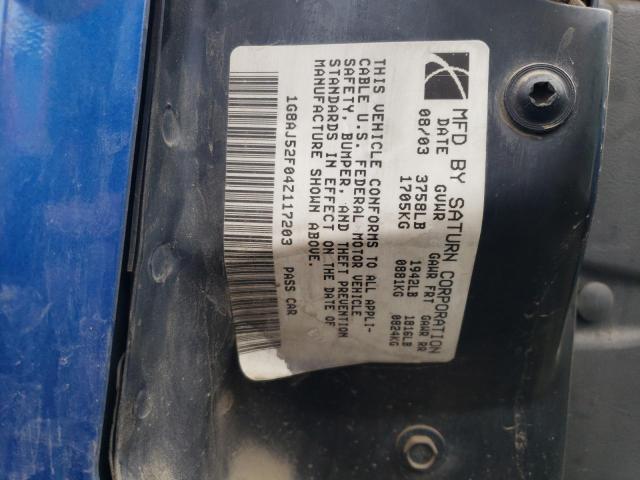 MFD BY SATURN CORPORATION
DATE GVWR GAWR FRT GAWR RR
08/03 3758LB 1942LB 1816LB
1705KG 0881KG 0824KG
THIS VEHICLE CONFORMS TO ALL APPLI-
CABLE U.S. FEDERAL MOTOR VEHICLE
SAFETY, BUMPER, AND THEFT PREVENTION
STANDARDS IN EFFECT ON THE DATE OF
MANUFACTURE SHOWN ABOVE.
1G8AJ52F04Z117203 PASS CAR